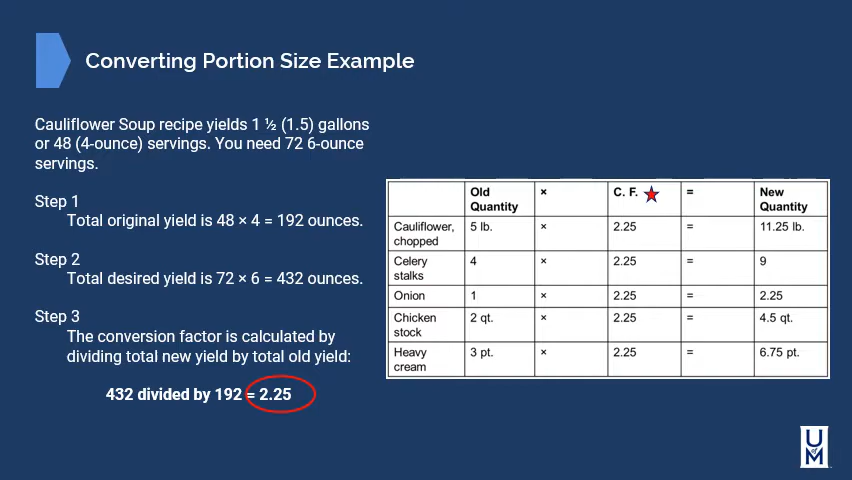 Converting Portion Size Example
Cauliflower Soup recipe yields 1 ½ (1.5) gallons
or 48 (4-ounce) servings. You need 72 6-ounce
servings.
Step 1
Total original yield is 48 × 4 = 192 ounces.
Step 2
Total desired yield is 72 × 6 = 432 ounces.
Step 3
The conversion factor is calculated by
dividing total new yield by total old yield:
432 divided by 192 = 2.25
Old Quantity × C. F. = New Quantity
Cauliflower, chopped 5 lb. × 2.25 = 11.25 lb.
Celery stalks 4 × 2.25 = 9
Onion 1 × 2.25 = 2.25
Chicken stock 2 qt. × 2.25 = 4.5 qt.
Heavy cream 3 pt. × 2.25 = 6.75 pt.
U of M